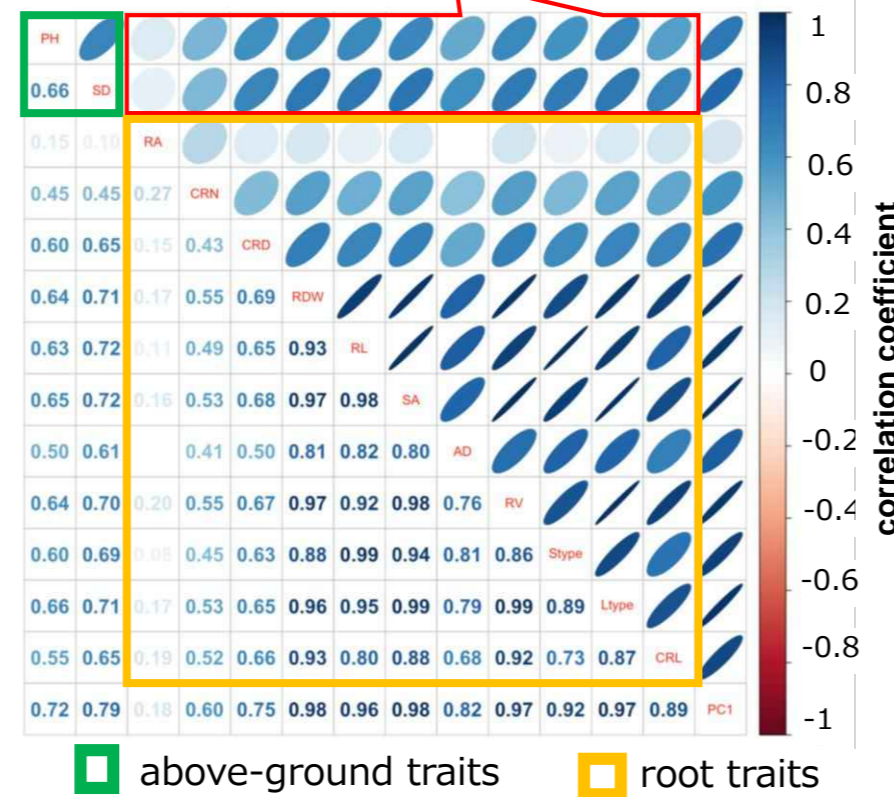 PH
0.66 SD
0.15 0.10 RA
0.45 0.45 0.27 CRN
0.60 0.65 0.15 0.43 CRD
0.64 0.71 0.17 0.55 0.69 RDW
0.63 0.72 0.11 0.49 0.65 0.93 RL
0.65 0.72 0.16 0.53 0.68 0.97 0.98 SA
0.50 0.61 0.41 0.50 0.81 0.82 0.80 AD
0.64 0.70 0.20 0.55 0.67 0.97 0.92 0.98 0.76 RV
0.60 0.69 0.08 0.45 0.63 0.88 0.99 0.94 0.81 0.86 Stype
0.66 0.71 0.17 0.53 0.65 0.96 0.95 0.99 0.79 0.99 0.89 Ltype
0.55 0.65 0.19 0.52 0.66 0.93 0.80 0.88 0.68 0.92 0.73 0.87 CRL
0.72 0.79 0.18 0.60 0.75 0.98 0.96 0.98 0.82 0.97 0.92 0.97 0.89 PC1
1
0.8
0.6
0.4
0.2
0
-0.2
-0.4
-0.6
-0.8
-1
correlation coefficient
above-ground traits
root traits